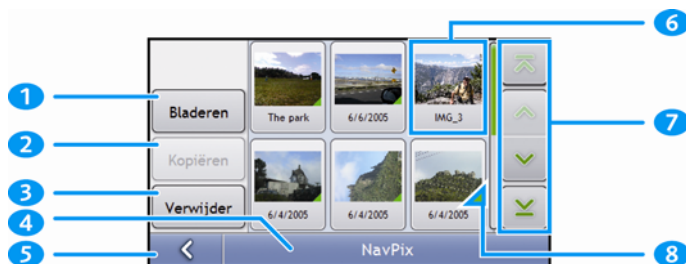 6
1 Bladeren The park 6/6/2005 IMG_3
7
2 Kopiëren
3 Verwijder 6/4/2005 6/4/2005 6/4/2005
4
5 NavPix
8